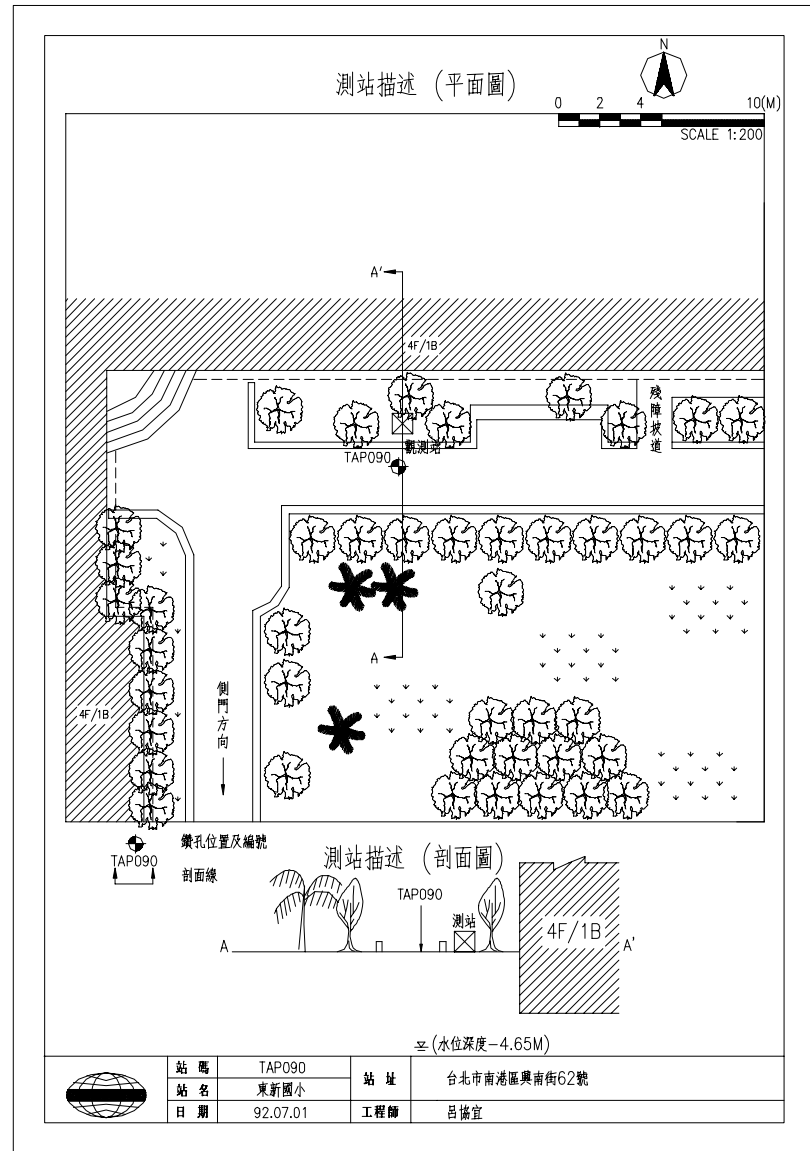 測站描述 (平面圖)
N
0 2 4 10(M)
SCALE 1:200
A'
4F/1B
殘障坡道
觀測站
TAP090
A
4F/1B
側門方向
鑽孔位置及編號
TAP090
剖面線
測站描述 (剖面圖)
TAP090
測站
4F/1B
A A'
(水位深度-4.65M)
站碼 TAP090
站名 東新國小
站址 台北市南港區興南街62號
日期 92.07.01
工程師 呂協宜